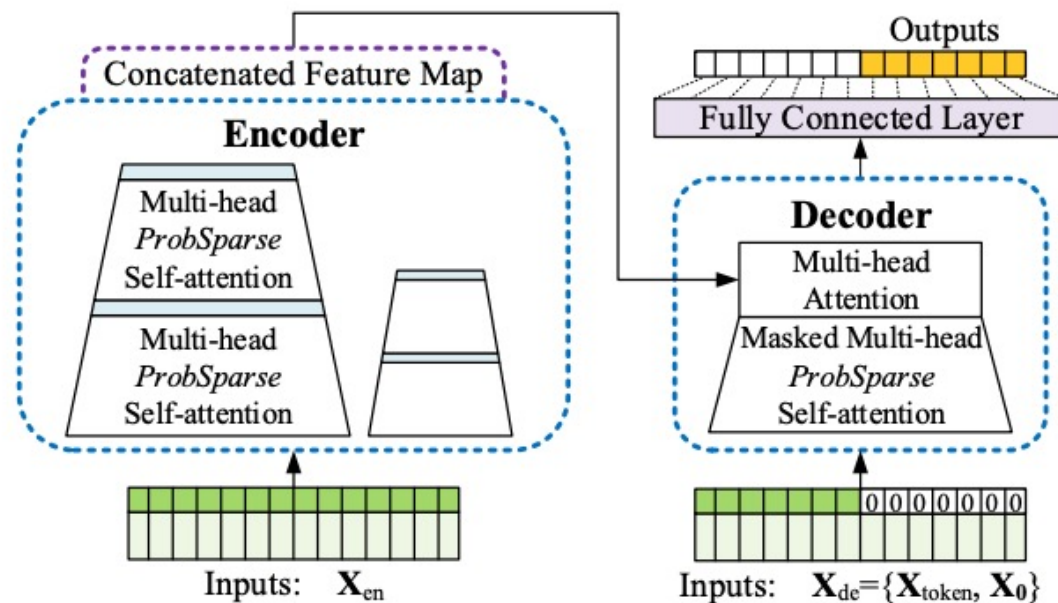 Concatenated Feature Map
Encoder
Multi-head
ProbSparse
Self-attention
Multi-head
ProbSparse
Self-attention
Inputs: Xen
Outputs
Fully Connected Layer
Decoder
Multi-head
Attention
Masked Multi-head
ProbSparse
Self-attention
0 0 0 0 0 0 0
Inputs: Xde={Xtoken, X0}